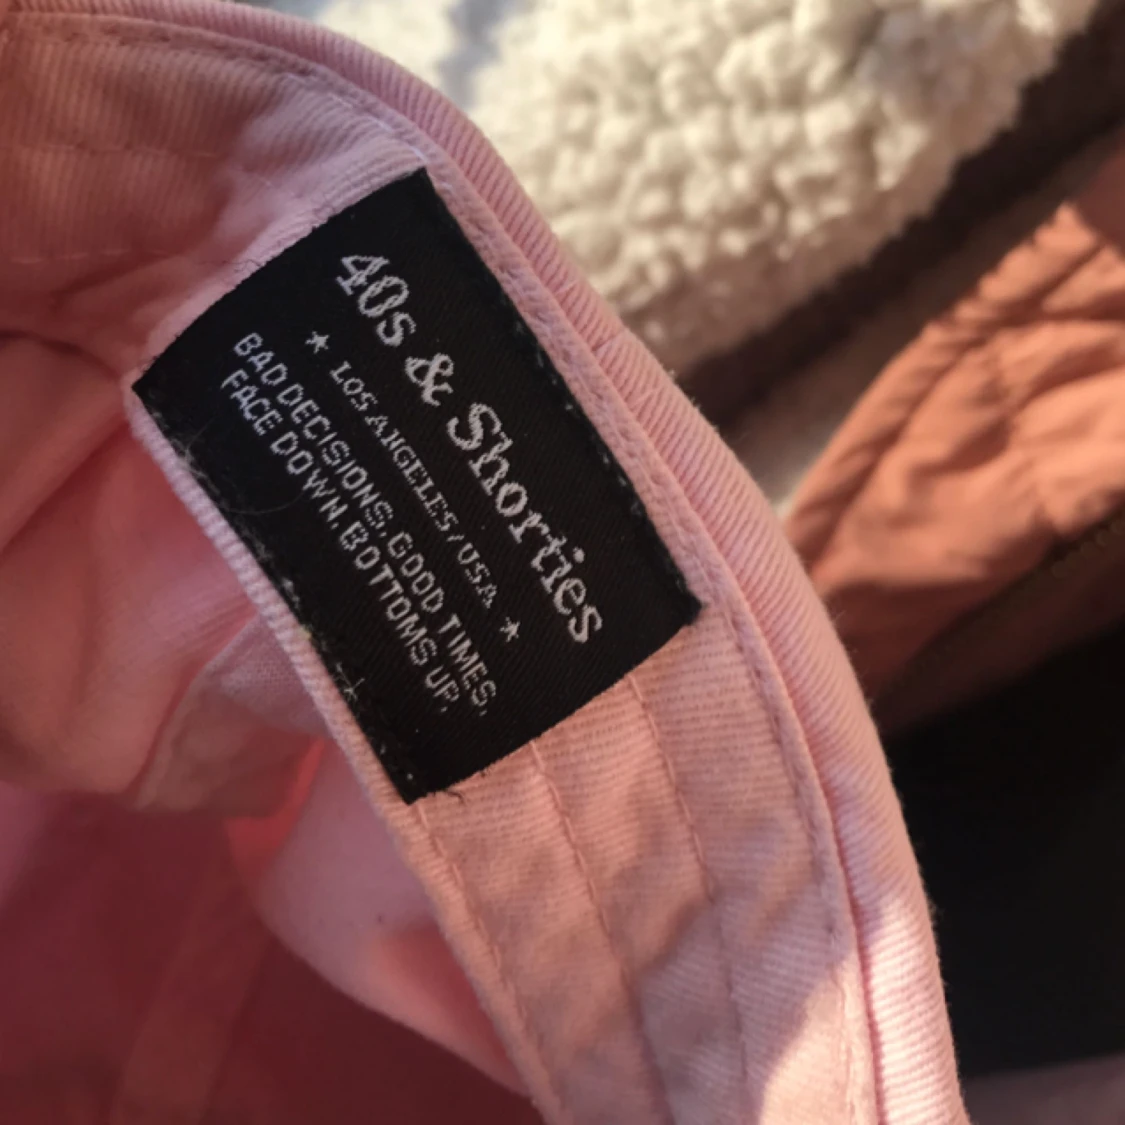 40s & Shorties
★ LOS ANGELES/USA ★
BAD DECISIONS, GOOD TIMES,
FACE DOWN, BOTTOMS UP,